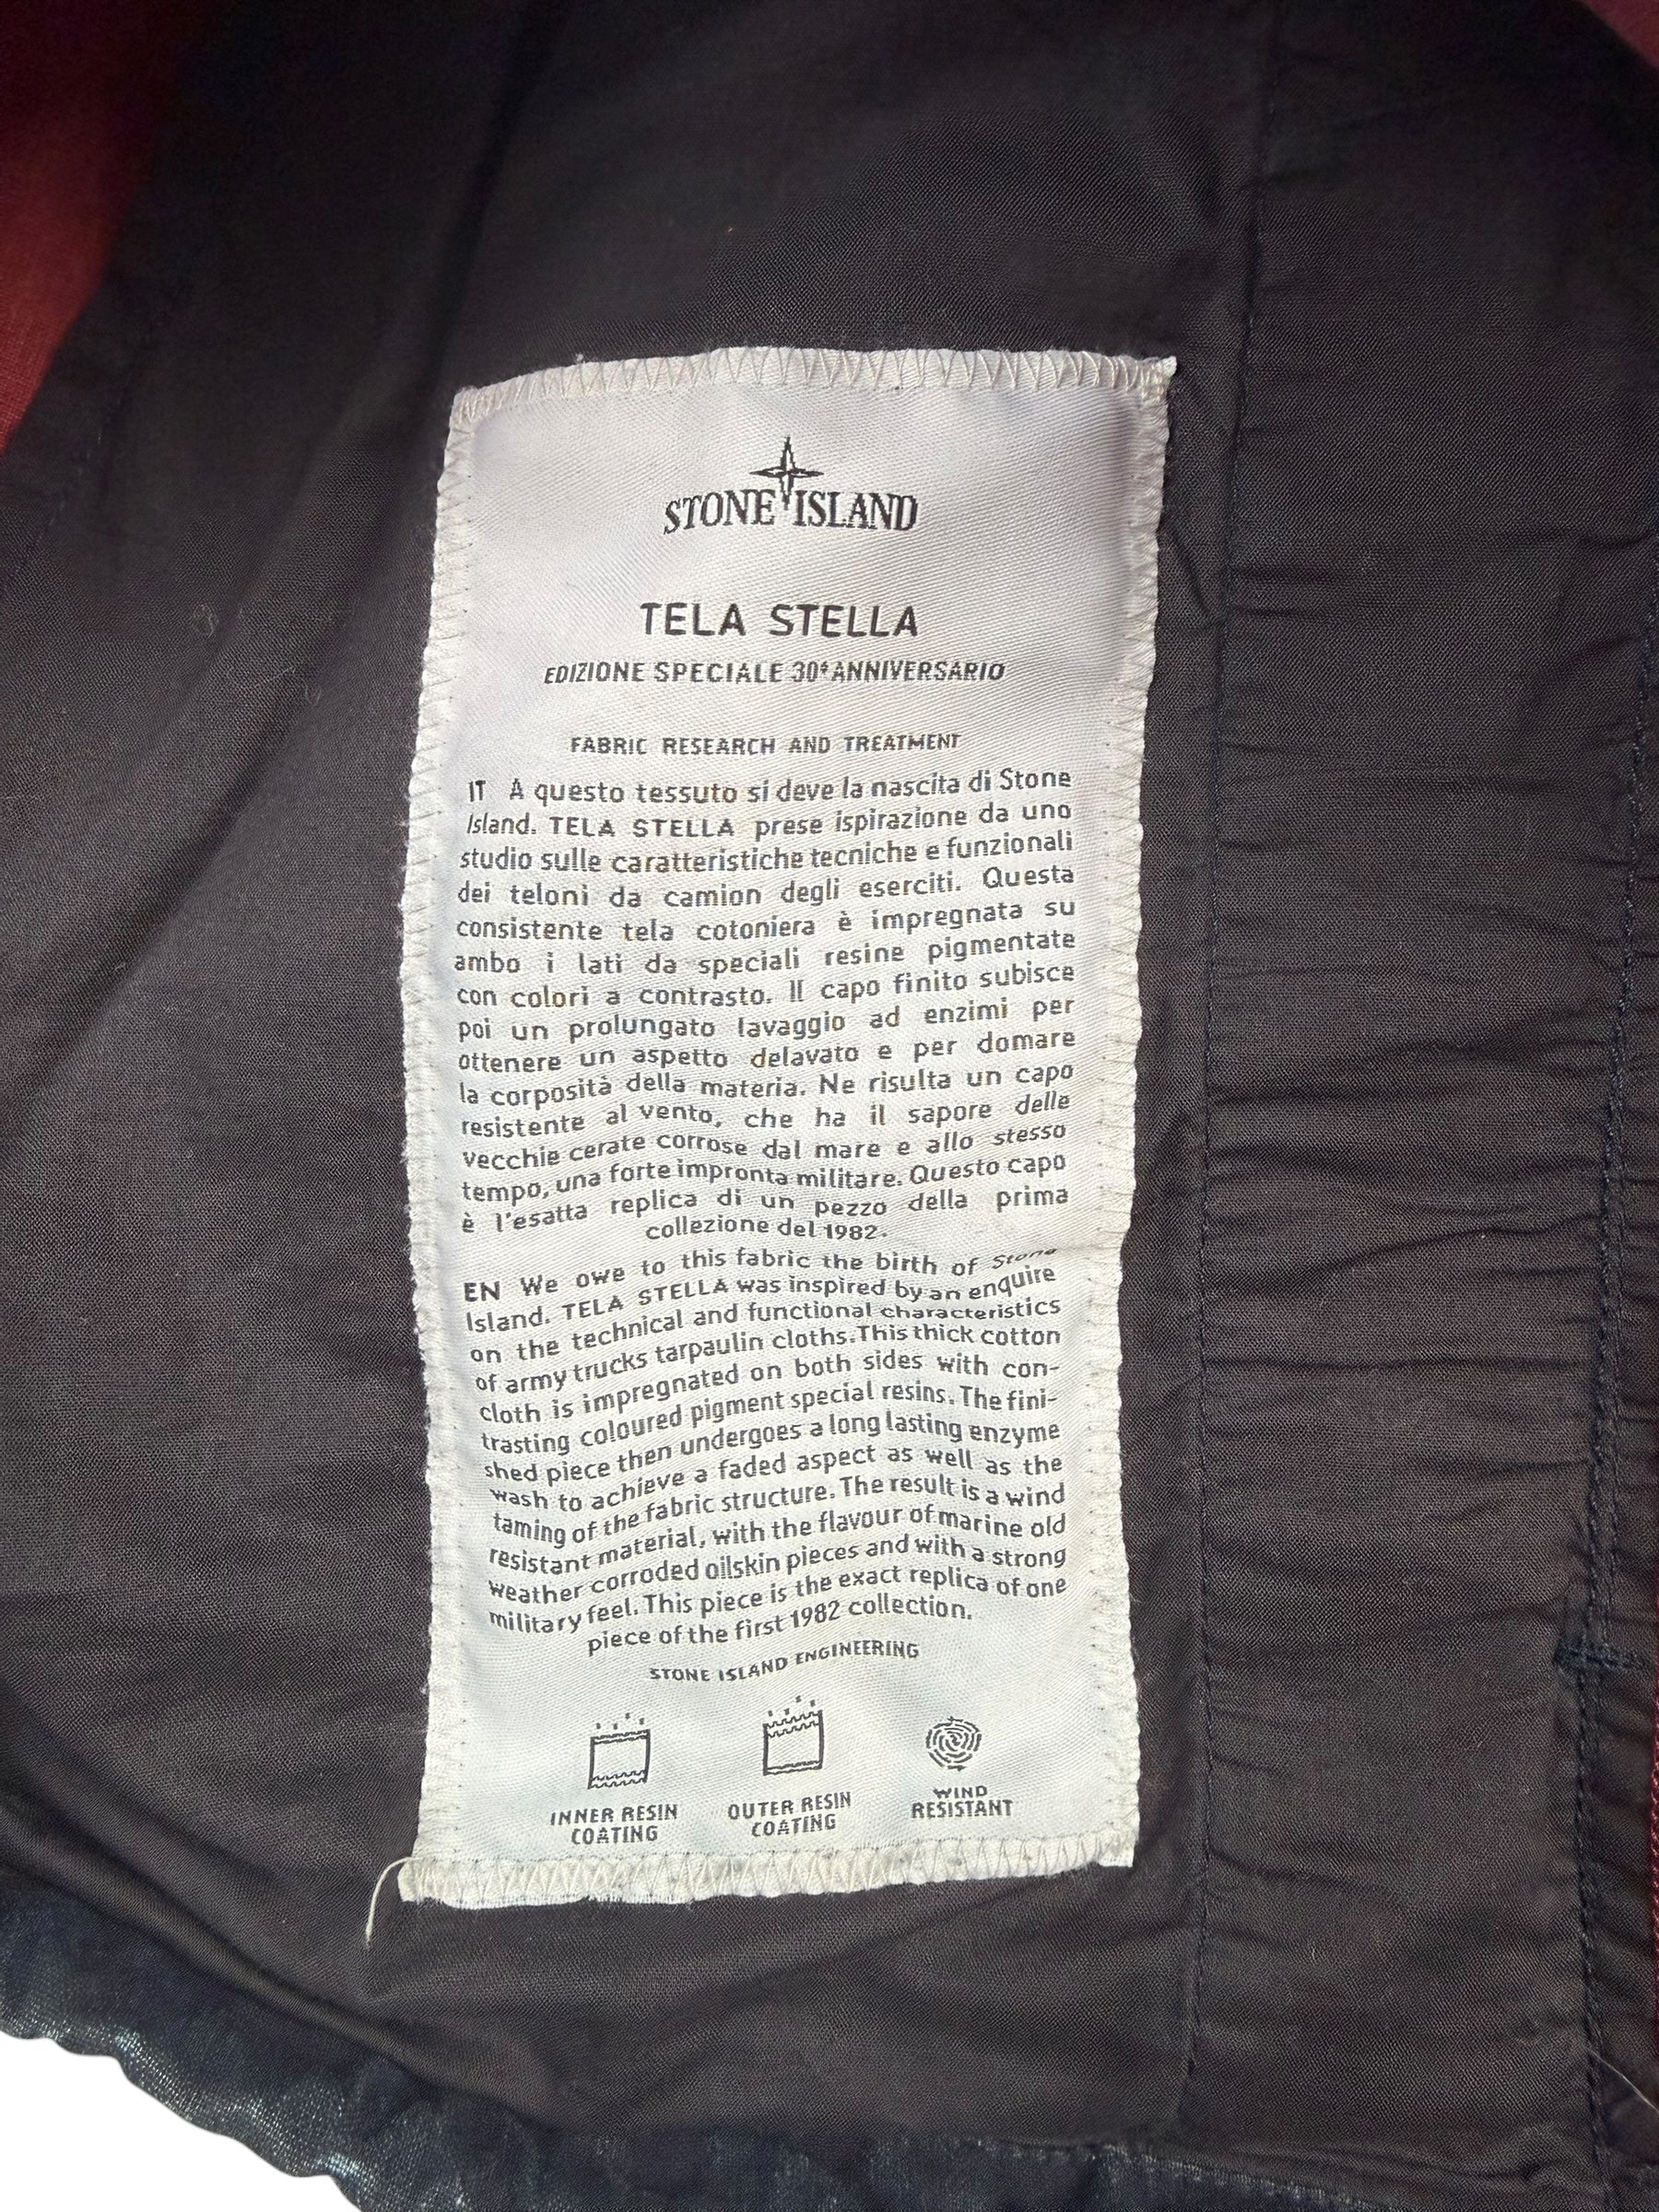 STONE ISLAND
TELA STELLA
EDIZIONE SPECIALE 30° ANNIVERSARIO
FABRIC RESEARCH AND TREATMENT
IT A questo tessuto si deve la nascita di Stone
Island. TELA STELLA prese ispirazione da uno
studio sulle caratteristiche tecniche e funzionali
dei teloni da camion degli eserciti. Questa
consistente tela cotoniera è impregnata su
ambo i lati da speciali resine pigmentate
con colori a contrasto. Il capo finito subisce
poi un prolungato lavaggio ad enzimi per
ottenere un aspetto delavato e per domare
la corposità della materia. Ne risulta un capo
resistente al vento, che ha il sapore delle
vecchie cerate corrose dal mare e allo stesso
tempo, una forte impronta militare. Questo capo
è l'esatta replica di un pezzo della prima
collezione del 1982.
EN We owe to this fabric the birth of Stone
Island. TELA STELLA was inspired by an enquire
on the technical and functional characteristics
of army trucks tarpaulin cloths. This thick cotton
cloth is impregnated on both sides with con-
trasting coloured pigment special resins. The fini-
shed piece then undergoes a long lasting enzyme
wash to achieve a faded aspect as well as the
taming of the fabric structure. The result is a wind
resistant material, with the flavour of marine old
weather corroded oilskin pieces and with a strong
military feel. This piece is the exact replica of one
piece of the first 1982 collection.
STONE ISLAND ENGINEERING
INNER RESIN
COATING
OUTER RESIN
COATING
WIND
RESISTANT